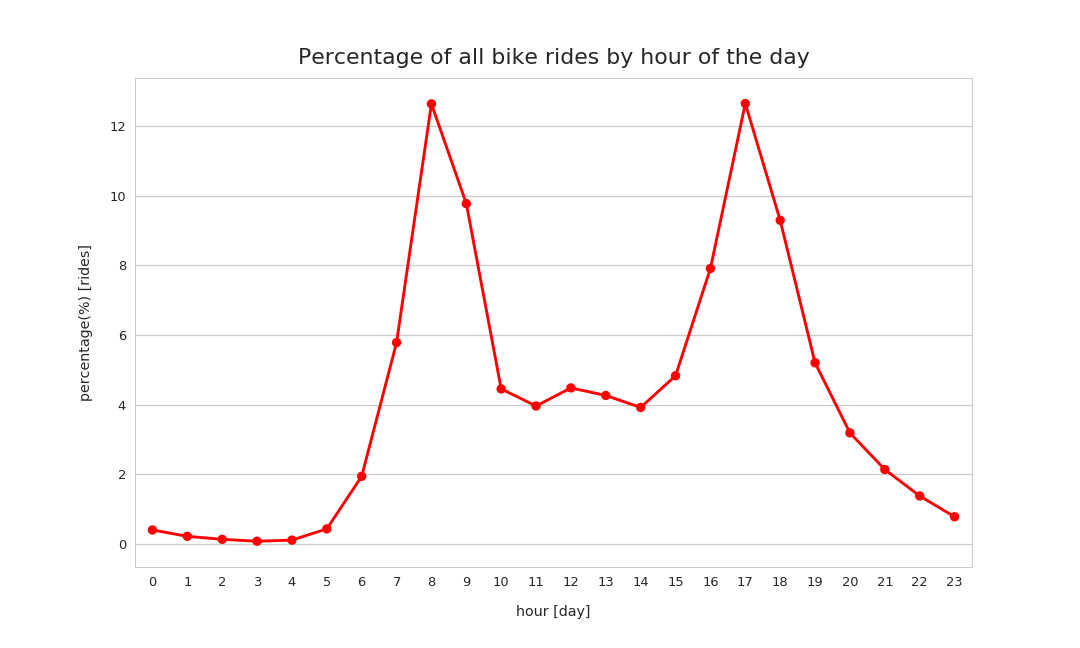 Percentage of all bike rides by hour of the day
percentage(%) [rides]
12
10
8
6
4
2
0
0 1 2 3 4 5 6 7 8 9 10 11 12 13 14 15 16 17 18 19 20 21 22 23
hour [day]